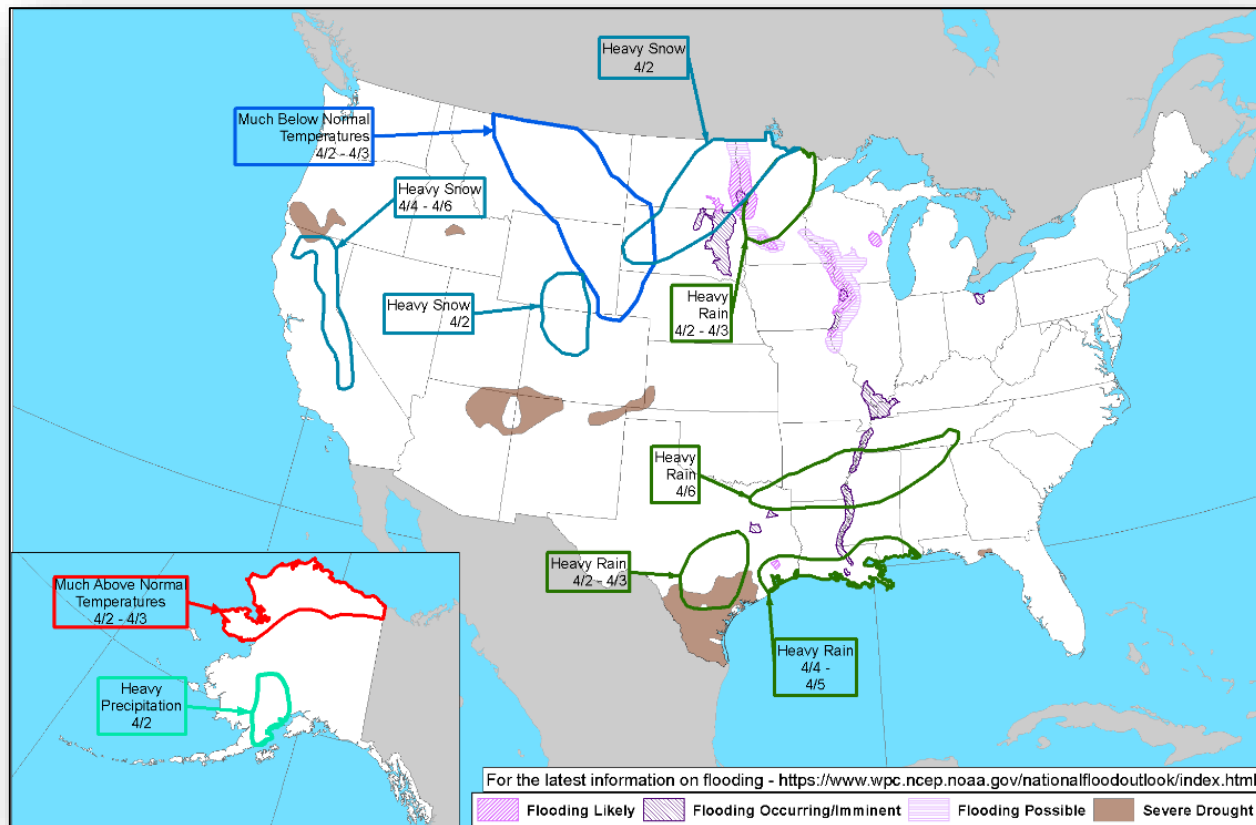 Heavy Snow
4/2
Much Below Normal
Temperatures
4/2 - 4/3
Heavy Snow
4/4 - 4/6
Heavy Snow
4/2
Heavy
Rain
4/2 - 4/3
Heavy
Rain
4/6
Heavy Rain
4/2 - 4/3
Heavy Rain
4/4 -
4/5
Much Above Normal
Temperatures
4/2 - 4/3
Heavy
Precipitation
4/2
For the latest information on flooding - https://www.wpc.ncep.noaa.gov/nationalfloodoutlook/index.html
Flooding Likely
Flooding Occurring/Imminent
Flooding Possible
Severe Drought